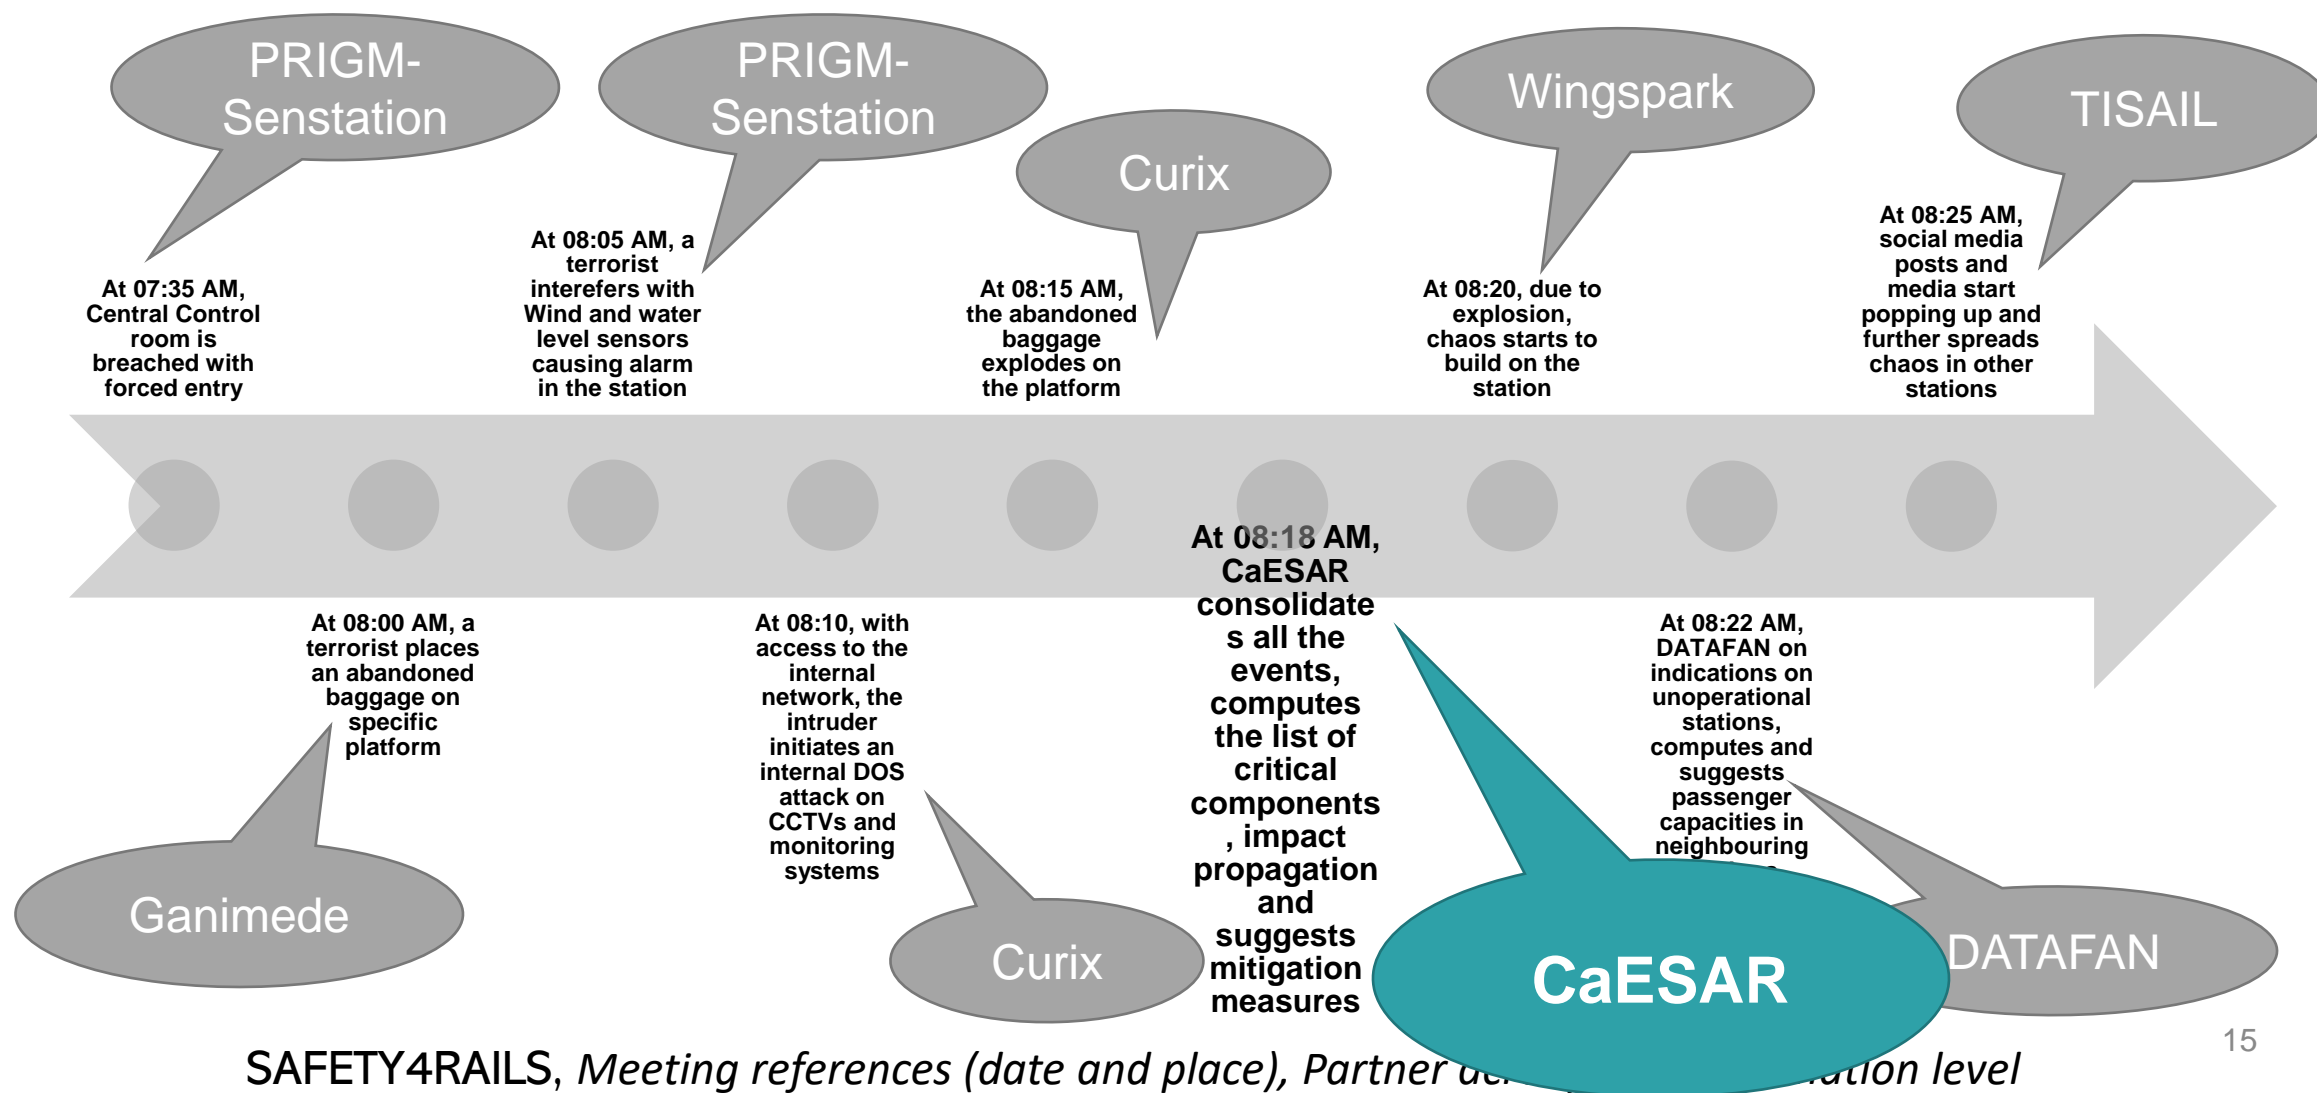 PRIGM-
Senstation
PRIGM-
Senstation
Curix
Wingspark
TISAIL
At 07:35 AM,
Central Control
room is
breached with
forced entry
At 08:05 AM, a
terrorist
interefers with
Wind and water
level sensors
causing alarm
in the station
At 08:15 AM,
the abandoned
baggage
explodes on
the platform
At 08:20, due to
explosion,
chaos starts to
build on the
station
At 08:25 AM,
social media
posts and
media start
popping up and
further spreads
chaos in other
stations
At 08:00 AM, a
terrorist places
an abandoned
baggage on
specific
platform
At 08:10, with
access to the
internal
network, the
intruder
initiates an
internal DOS
attack on
CCTVs and
monitoring
systems
At 08:18 AM,
CaESAR
consolidate
s all the
events,
computes
the list of
critical
components
, impact
propagation
and
suggests
mitigation
measures
At 08:22 AM,
DATAFAN on
indications on
unoperational
stations,
computes and
suggests
passenger
capacities in
neighbouring
Ganimede
Curix
CaESAR
DATAFAN
15
SAFETY4RAILS, Meeting references (date and place), Partner level